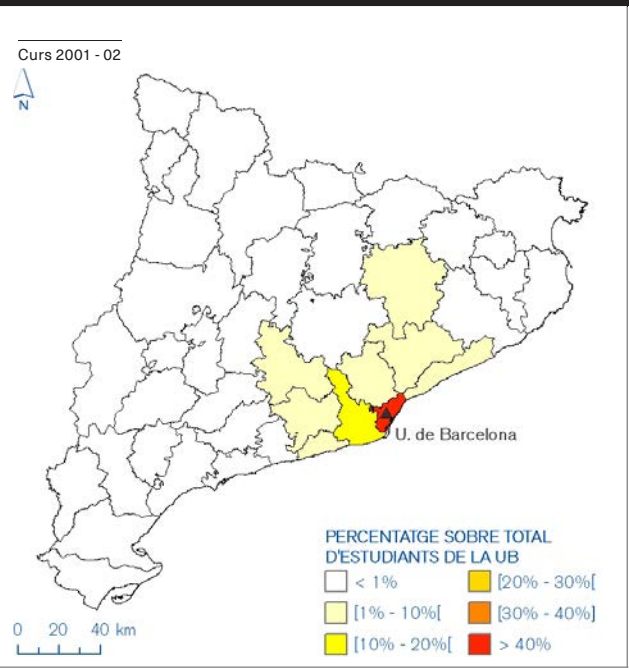 Curs 2001 - 02
N
U. de Barcelona
PERCENTATGE SOBRE TOTAL
D'ESTUDIANTS DE LA UB
< 1% [20% - 30%[
[1% - 10%[ [30% - 40%]
[10% - 20%[ > 40%
0 20 40 km